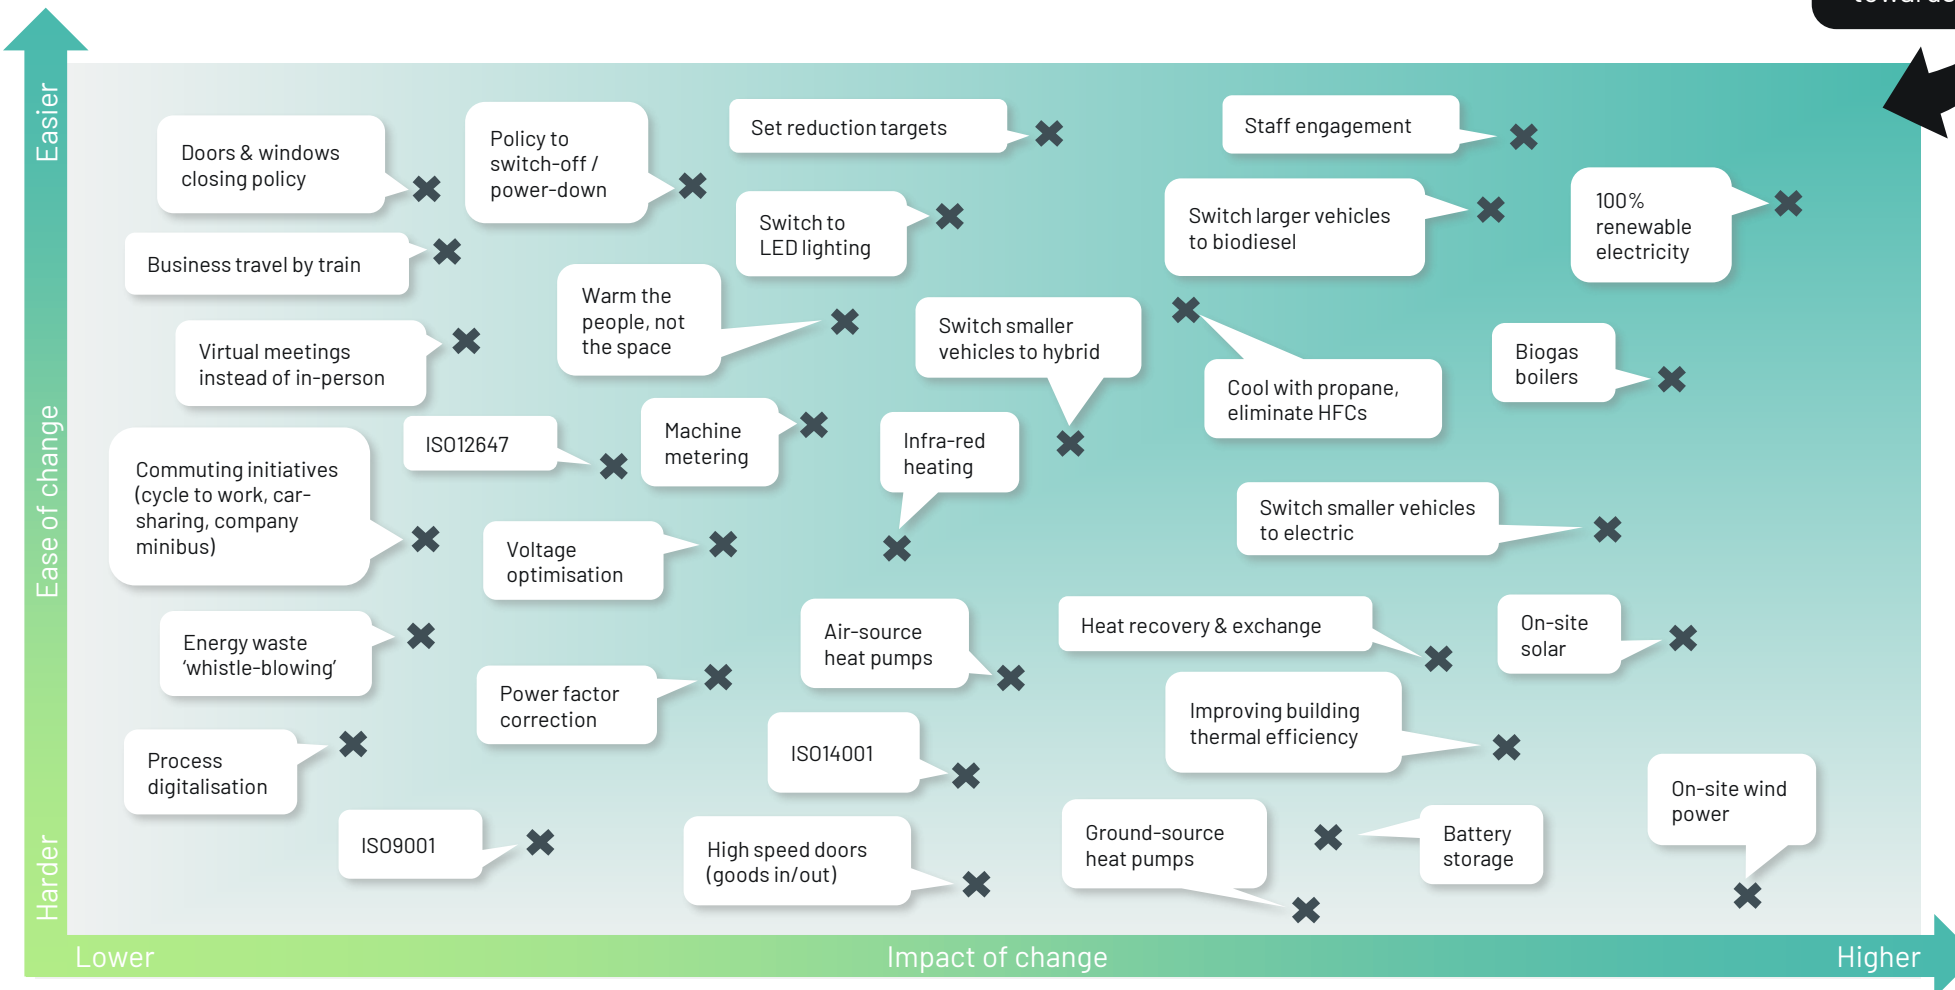 Easier
Ease of change
Harder
Lower
Impact of change
Higher
Doors & windows
closing policy
Policy to
switch-off /
power-down
Set reduction targets
Staff engagement
Business travel by train
Switch to
LED lighting
Switch larger vehicles
to biodiesel
100%
renewable
electricity
Virtual meetings
instead of in-person
Warm the
people, not
the space
Switch smaller
vehicles to hybrid
Cool with propane,
eliminate HFCs
Biogas
boilers
Commuting initiatives
(cycle to work, car-
sharing, company
minibus)
ISO12647
Machine
metering
Infra-red
heating
Voltage
optimisation
Switch smaller vehicles
to electric
Energy waste
‘whistle-blowing’
Power factor
correction
Air-source
heat pumps
Heat recovery & exchange
On-site
solar
Process
digitalisation
ISO14001
Improving building
thermal efficiency
ISO9001
High speed doors
(goods in/out)
Ground-source
heat pumps
Battery
storage
On-site wind
power